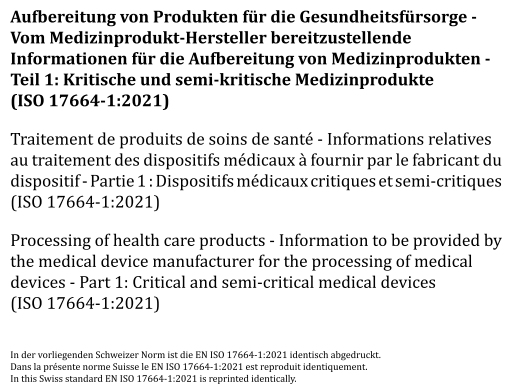 Aufbereitung von Produkten für die Gesundheitsfürsorge -
Vom Medizinprodukt-Hersteller bereitzustellende
Informationen für die Aufbereitung von Medizinprodukten -
Teil 1: Kritische und semi-kritische Medizinprodukte
(ISO 17664-1:2021)
Traitement de produits de soins de santé - Informations relatives
au traitement des dispositifs médicaux à fournir par le fabricant du
dispositif - Partie 1 : Dispositifs médicaux critiques et semi-critiques
(ISO 17664-1:2021)
Processing of health care products - Information to be provided by
the medical device manufacturer for the processing of medical
devices - Part 1: Critical and semi-critical medical devices
(ISO 17664-1:2021)
In der vorliegenden Schweizer Norm ist die EN ISO 17664-1:2021 identisch abgedruckt.
Dans la présente norme Suisse le EN ISO 17664-1:2021 est reproduit identiquement.
In this Swiss standard EN ISO 17664-1:2021 is reprinted identically.